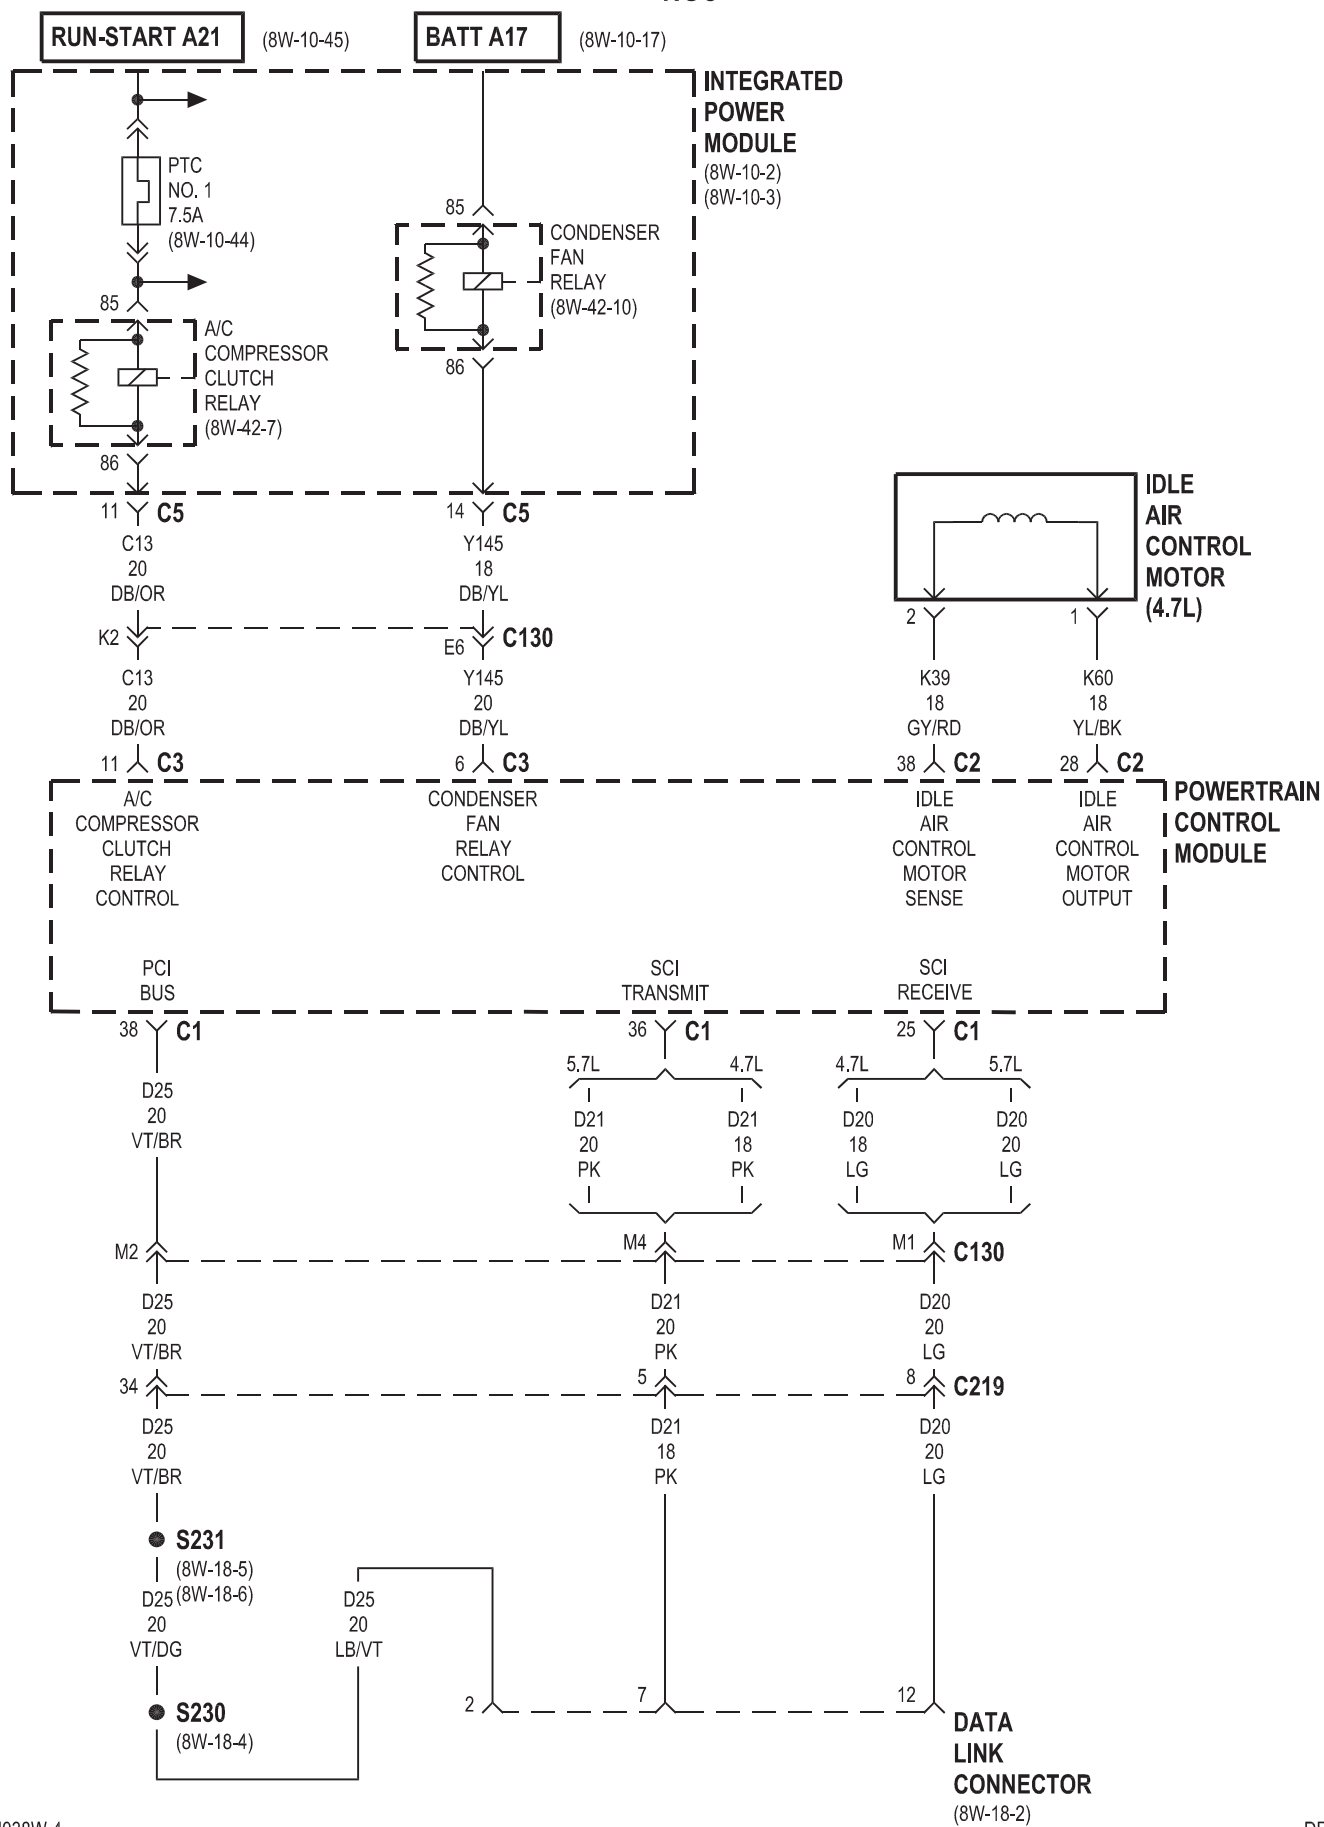 RUN-START A21 (8W-10-45) BATT A17 (8W-10-17)
INTEGRATED
POWER
MODULE
(8W-10-2)
(8W-10-3)
PTC
NO. 1
7.5A
(8W-10-44)
85
CONDENSER
FAN
RELAY
(8W-42-10)
86
85
A/C
COMPRESSOR
CLUTCH
RELAY
(8W-42-7)
86
11 C5 14 C5
C13 Y145
20 18
DB/OR DB/YL
K2 E6 C130
C13 Y145
20 20
DB/OR DB/YL
11 C3 6 C3
IDLE
AIR
CONTROL
MOTOR
(4.7L)
2 1
K39 K60
18 18
GY/RD YL/BK
38 C2 28 C2
POWERTRAIN
CONTROL
MODULE
A/C
COMPRESSOR
CLUTCH
RELAY
CONTROL
CONDENSER
FAN
RELAY
CONTROL
IDLE
AIR
CONTROL
MOTOR
SENSE
IDLE
AIR
CONTROL
MOTOR
OUTPUT
PCI
BUS
SCI
TRANSMIT
SCI
RECEIVE
38 C1 36 C1 25 C1
5.7L 4.7L 4.7L 5.7L
D25
20
VT/BR
D21 D21 D20 D20
20 18 18 20
PK PK LG LG
M2 M4 M1 C130
D25 D21 D20
20 20 20
VT/BR PK LG
34 5 8 C219
D25 D21 D20
20 18 20
VT/BR PK LG
S231
(8W-18-5)
(8W-18-6)
D25 D25
20 20
VT/DG LB/VT
S230
(8W-18-4)
2 7 12
DATA
LINK
CONNECTOR
(8W-18-2)